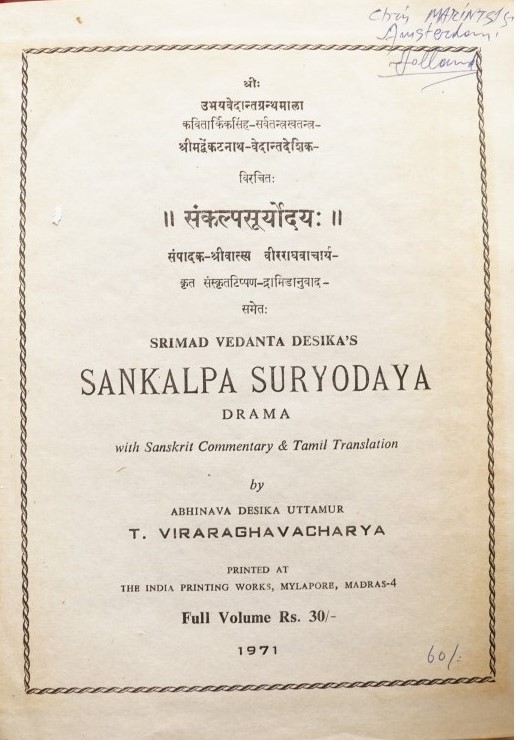 Chris
Amsterdam,
Holland
श्रीः
उभयवेदान्तग्रन्थमाला
कवितार्किकसिंह-सर्वतन्त्रस्वतन्त्र-
श्रीमद्वेंकटनाथ-वेदान्तदेशिक-
विरचितः
॥ संकल्पसूर्योदयः ॥
संपादक-श्रीवात्स्य वीरराघवाचार्य-
कृत संस्कृतटिप्पण-द्रामिडानुवाद-
समेतः
SRIMAD VEDANTA DESIKA'S
SANKALPA SURYODAYA
DRAMA
with Sanskrit Commentary & Tamil Translation
by
ABHINAVA DESIKA UTTAMUR
T. VIRARAGHAVACHARYA
PRINTED AT
THE INDIA PRINTING WORKS, MYLAPORE, MADRAS-4
Full Volume Rs. 30/-
1971
60/-